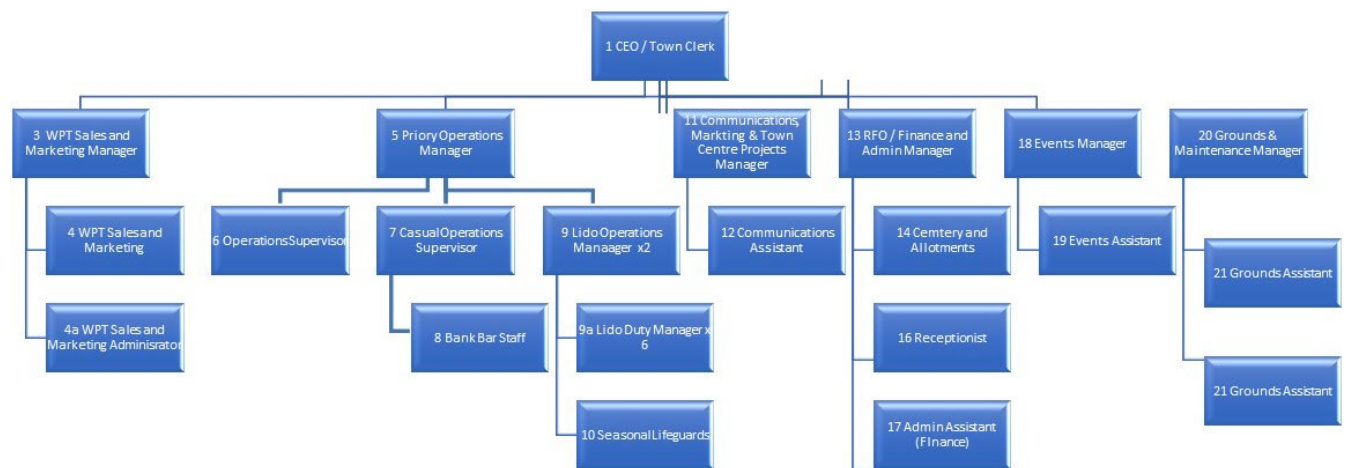 1 CEO / Town Clerk
3 WPT Sales and
Marketing Manager
5 Priory Operations
Manager
11 Communications,
Markting & Town
Centre Projects
Manager
13 RFO / Finance and
Admin Manager
18 Events Manager
20 Grounds &
Maintenance Manager
4 WPT Sales and
Marketing
6 Operations Supervisor
7 Casual Operations
Supervisor
9 Lido Operations
Manaager x2
12 Communications
Assistant
14 Cemtery and
Allotments
19 Events Assistant
21 Grounds Assistant
4a WPT Sales and
Marketing Adminisrator
8 Bank Bar Staff
9a Lido Duty Manager x
6
16 Receptionist
21 Grounds Assistant
10 Seasonal Lifeguards
17 Admin Assistant
(FInance)